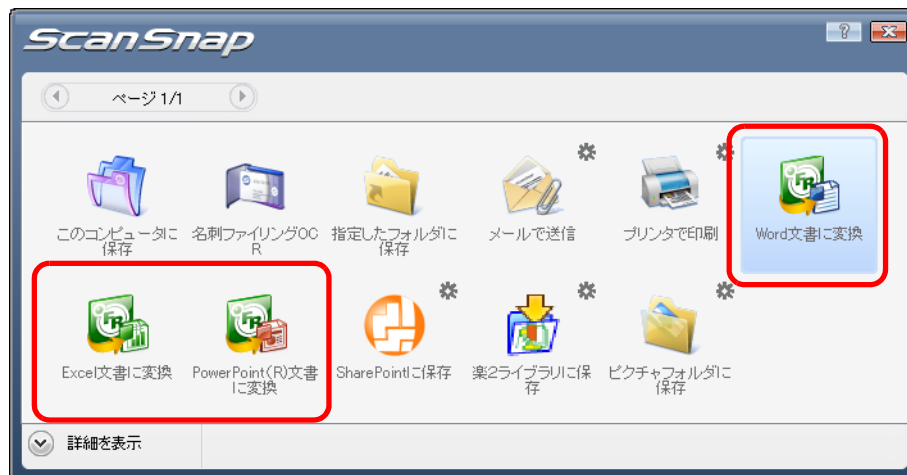 ScanSnap
ページ 1/1
このコンピュータに
保存
名刺ファイリングOC
R
指定したフォルダに
保存
メールで送信
プリンタで印刷
Word文書に変換
Excel文書に変換
PowerPoint(R)文書
に変換
SharePointに保存
楽2ライブラリに保
存
ピクチャフォルダに
保存
詳細を表示